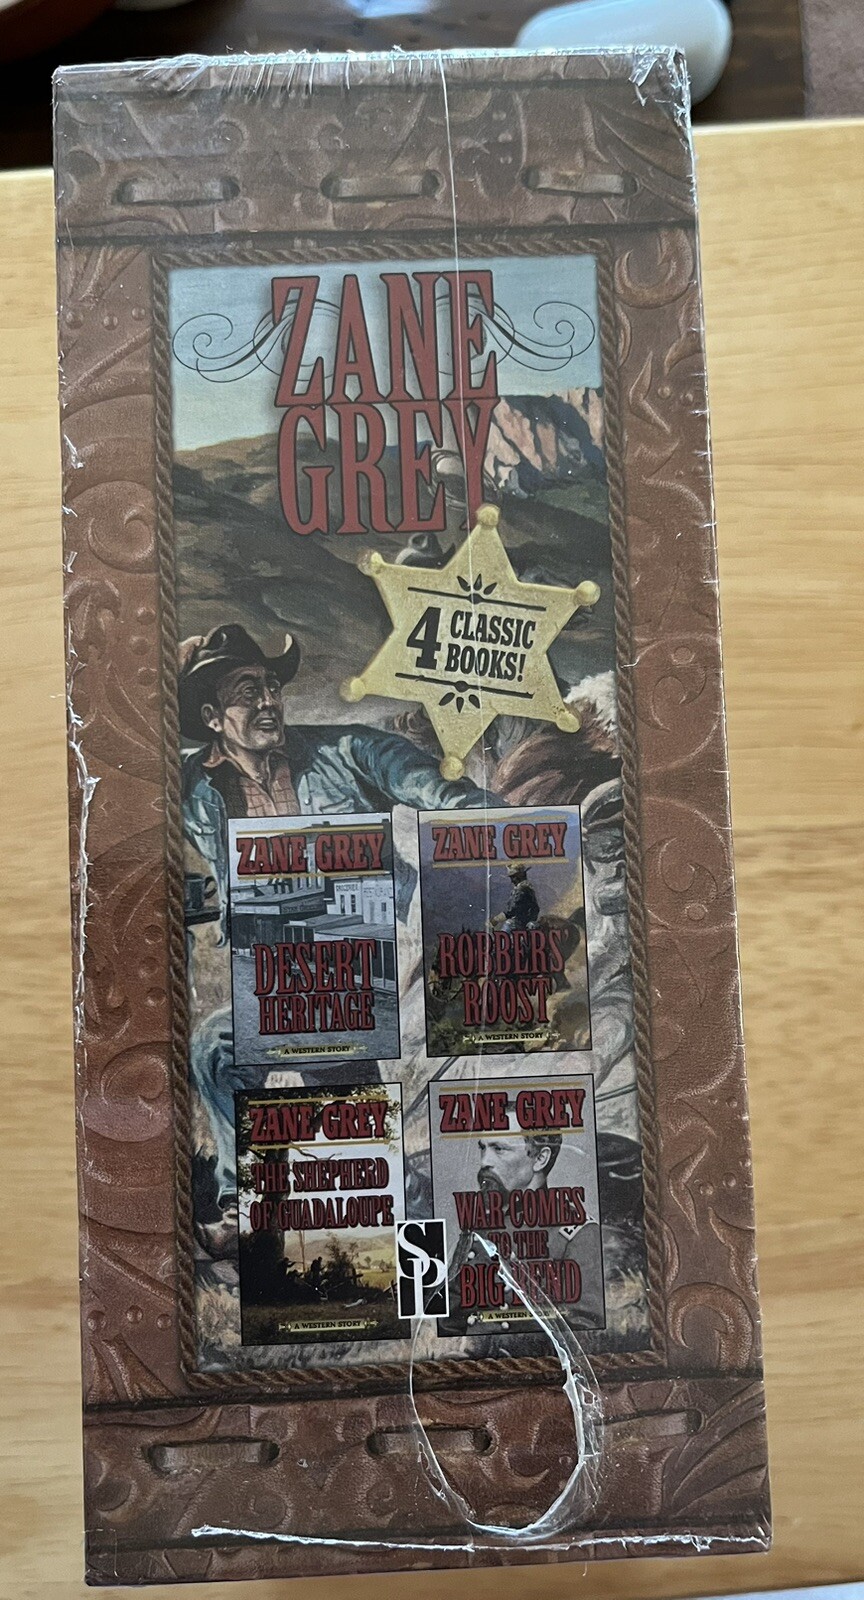 ZANE
GREY
4 CLASSIC
BOOKS!
ZANE GREY
DESERT
HERITAGE
A WESTERN STORY
ZANE GREY
ROBBERS'
ROOST
A WESTERN STORY
ZANE GREY
THE SHEPHERD
OF GUADALOUPE
A WESTERN STORY
ZANE GREY
WAR COMES
TO THE
BIG BEND
A WESTERN STORY
SPL